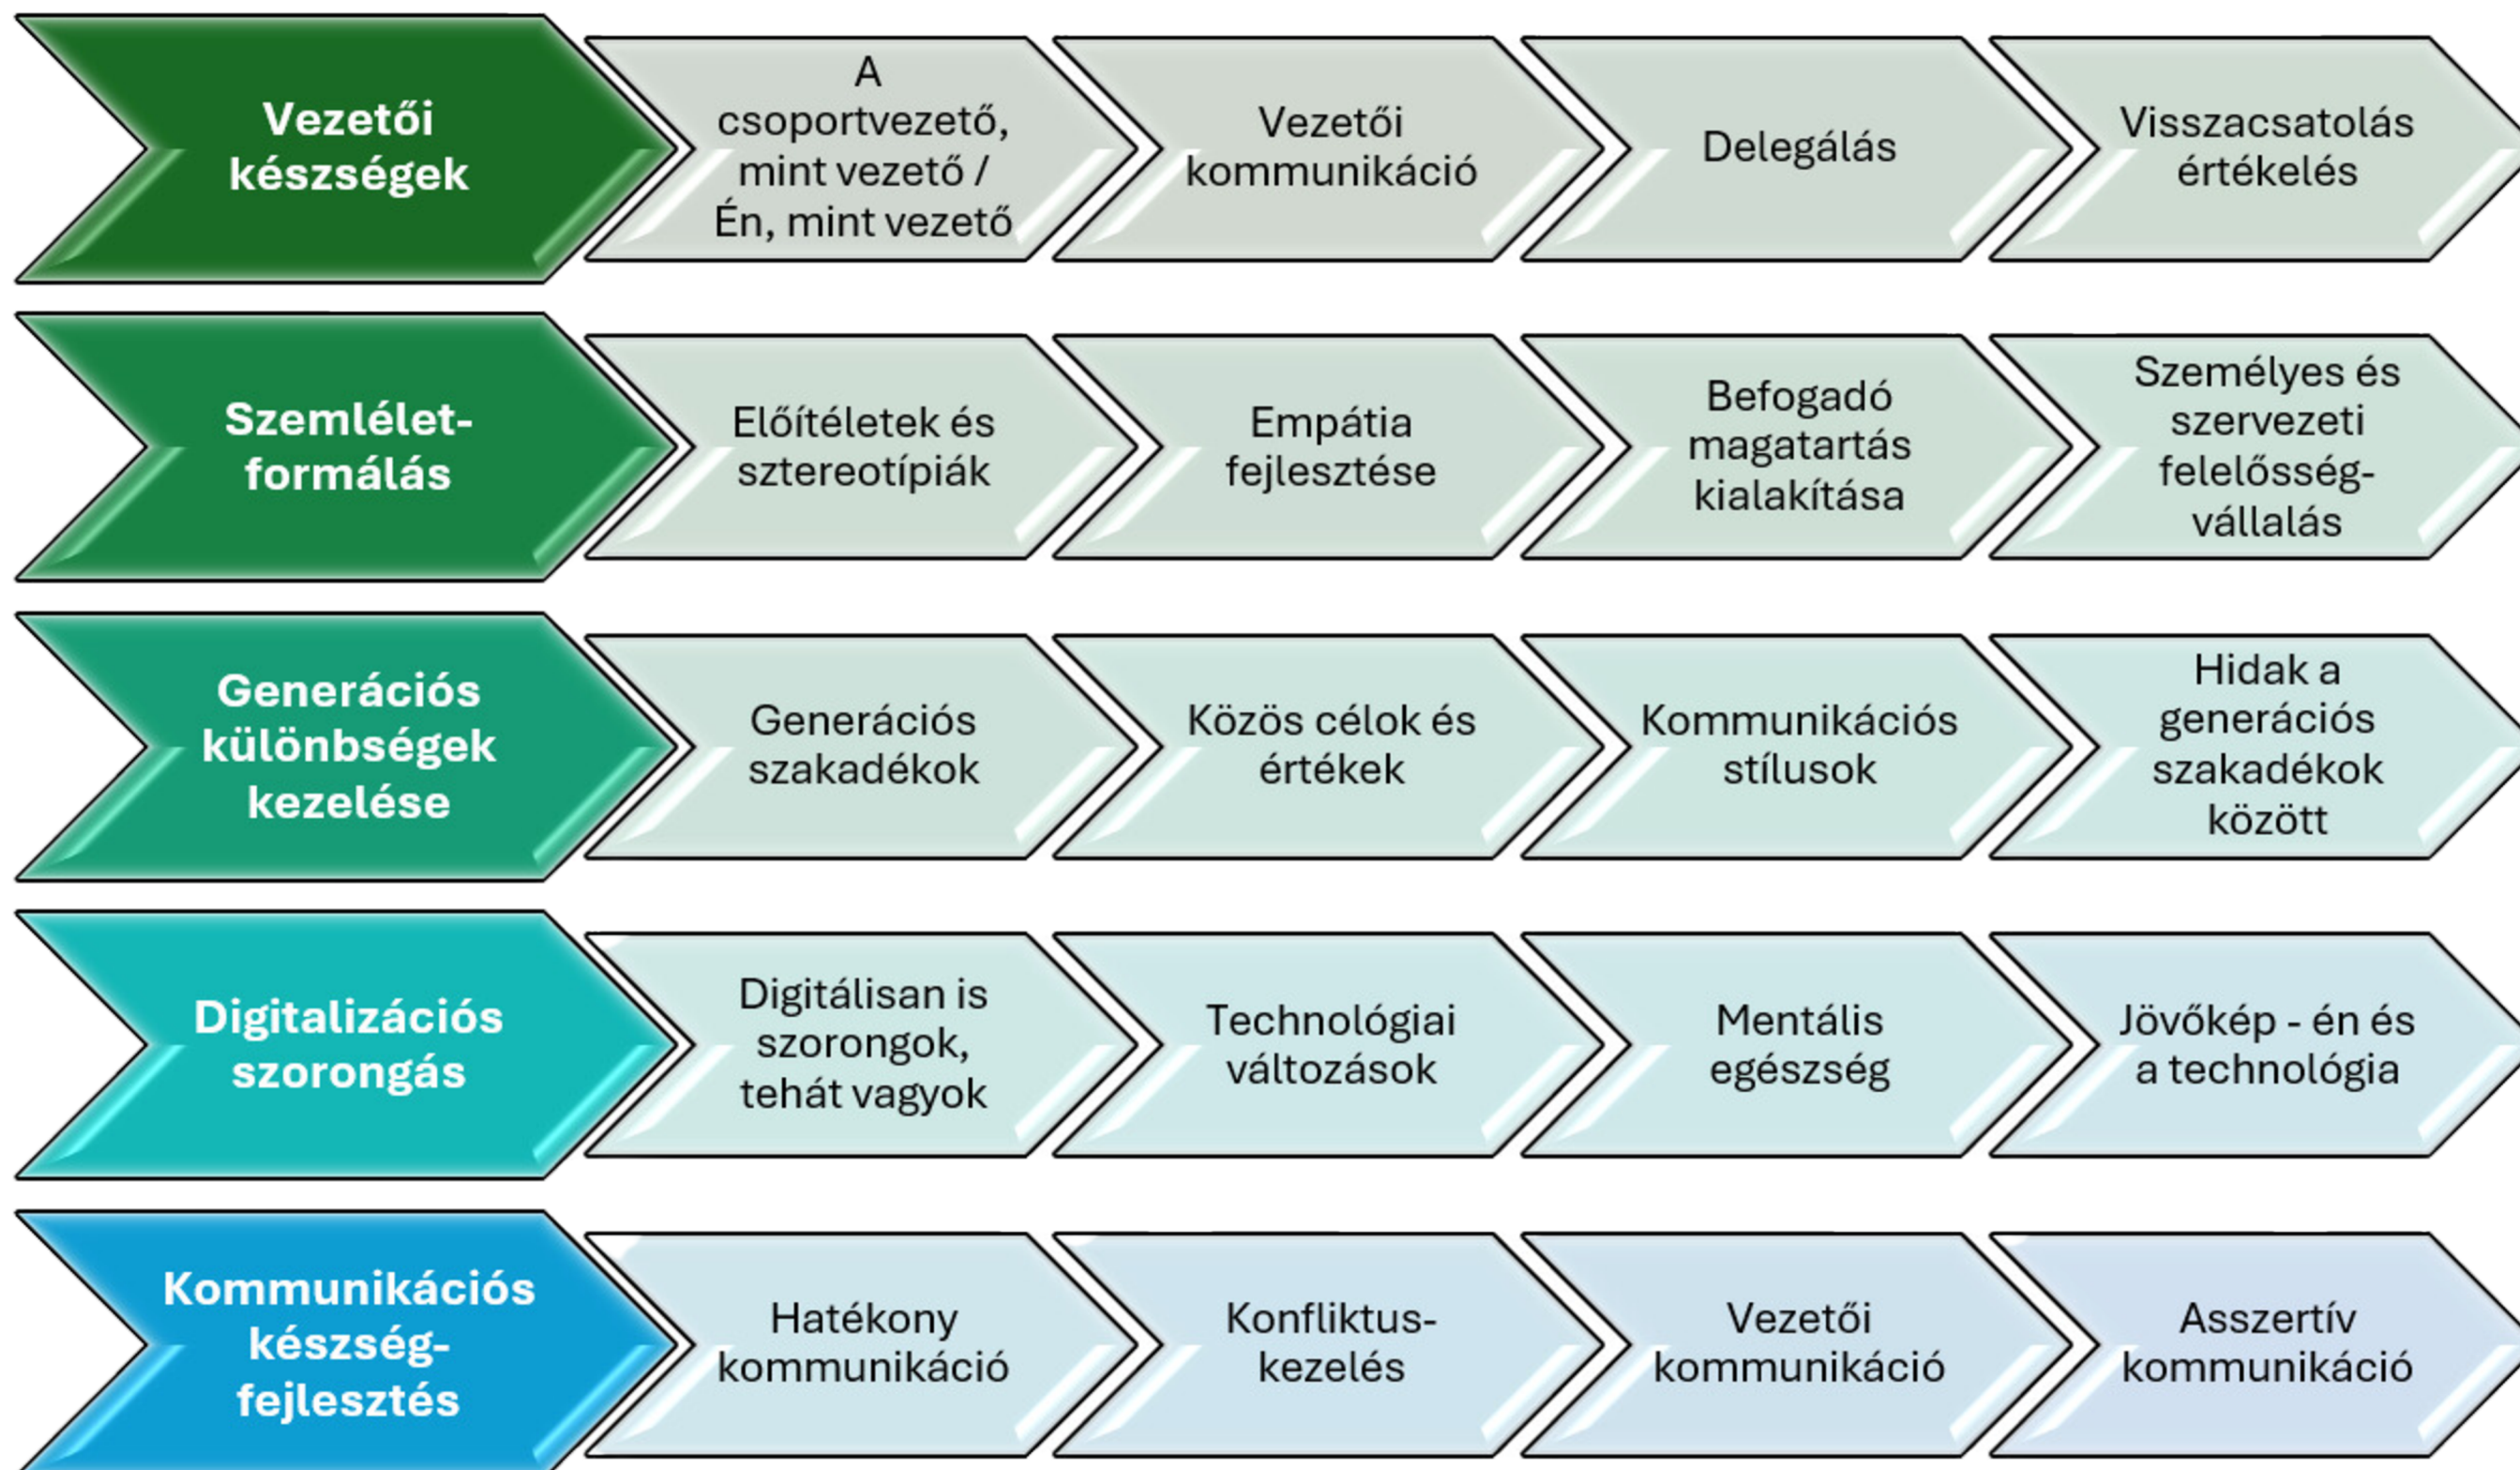 Vezetői
készségek
A
csoportvezető,
mint vezető /
Én, mint vezető
Vezetői
kommunikáció
Delegálás
Visszacsatolás
értékelés
Szemlélet-
formálás
Előítéletek és
sztereotípiák
Empátia
fejlesztése
Befogadó
magatartás
kialakítása
Személyes és
szervezeti
felelősség-
vállalás
Generációs
különbségek
kezelése
Generációs
szakadékok
Közös célok és
értékek
Kommunikációs
stílusok
Hidak a
generációs
szakadékok
között
Digitalizációs
szorongás
Digitálisan is
szorongok,
tehát vagyok
Technológiai
változások
Mentális
egészség
Jövőkép - én és
a technológia
Kommunikációs
készség-
fejlesztés
Hatékony
kommunikáció
Konfliktus-
kezelés
Vezetői
kommunikáció
Asszertív
kommunikáció